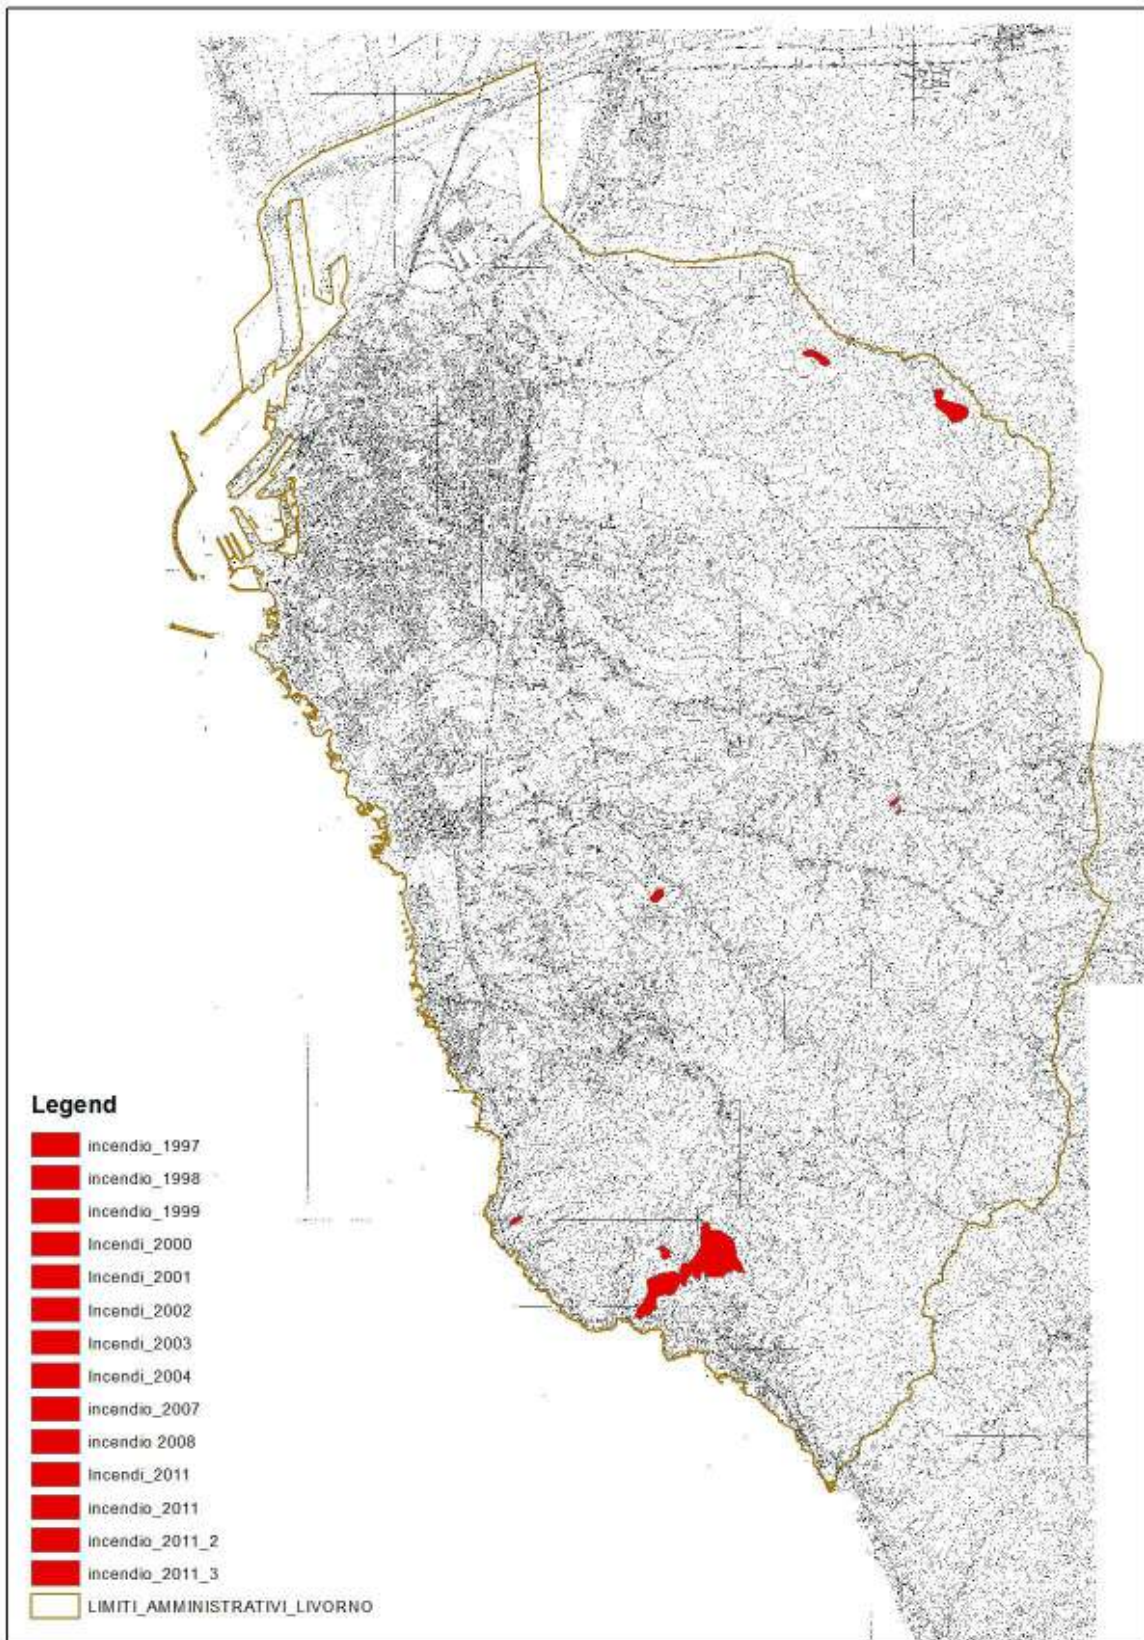 Legend
incendio_1997
incendio_1998
incendio_1999
Incendi_2000
Incendi_2001
Incendi_2002
Incendi_2003
Incendi_2004
incendio_2007
incendio 2008
Incendi_2011
incendio_2011
incendio_2011_2
incendio_2011_3
LIMITI_AMMINISTRATIVI_LIVORNO